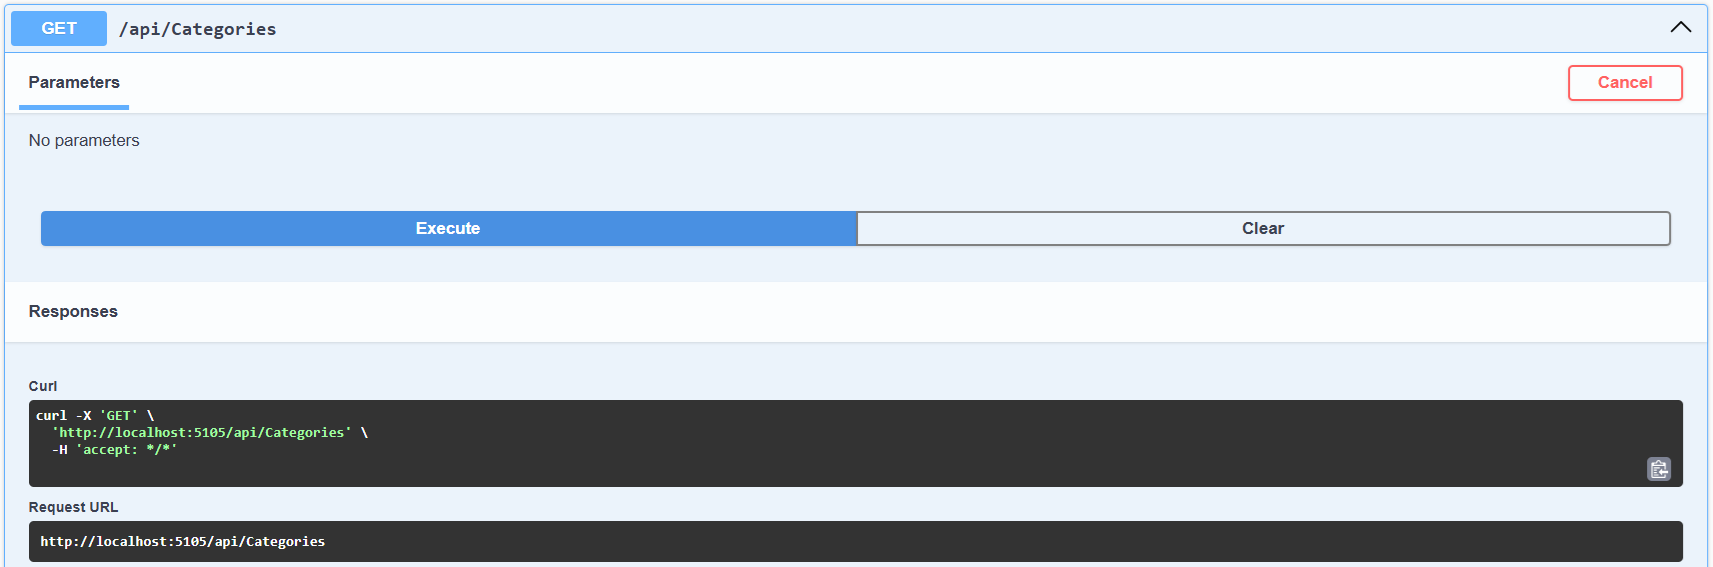 GET /api/Categories
Parameters
Cancel
No parameters
Execute
Clear
Responses
Curl
curl -X 'GET' \
  'http://localhost:5105/api/Categories' \
  -H 'accept: */*'
Request URL
http://localhost:5105/api/Categories